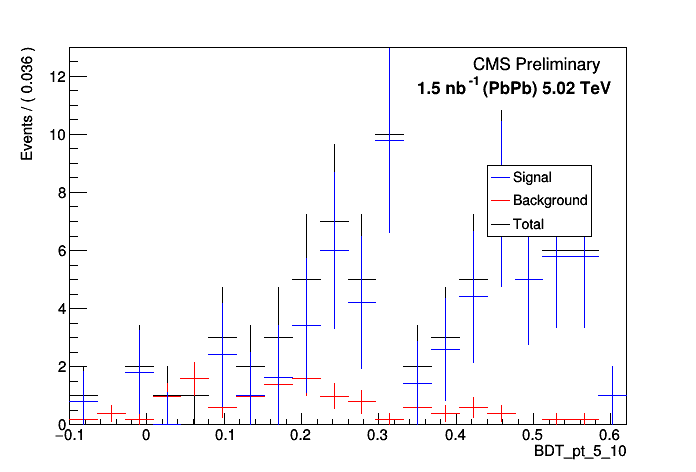 Events / ( 0.036 )
CMS Preliminary
1.5 nb-1 (PbPb) 5.02 TeV
Signal
Background
Total
12
10
8
6
4
2
0
−0.1 0 0.1 0.2 0.3 0.4 0.5 0.6
BDT_pt_5_10